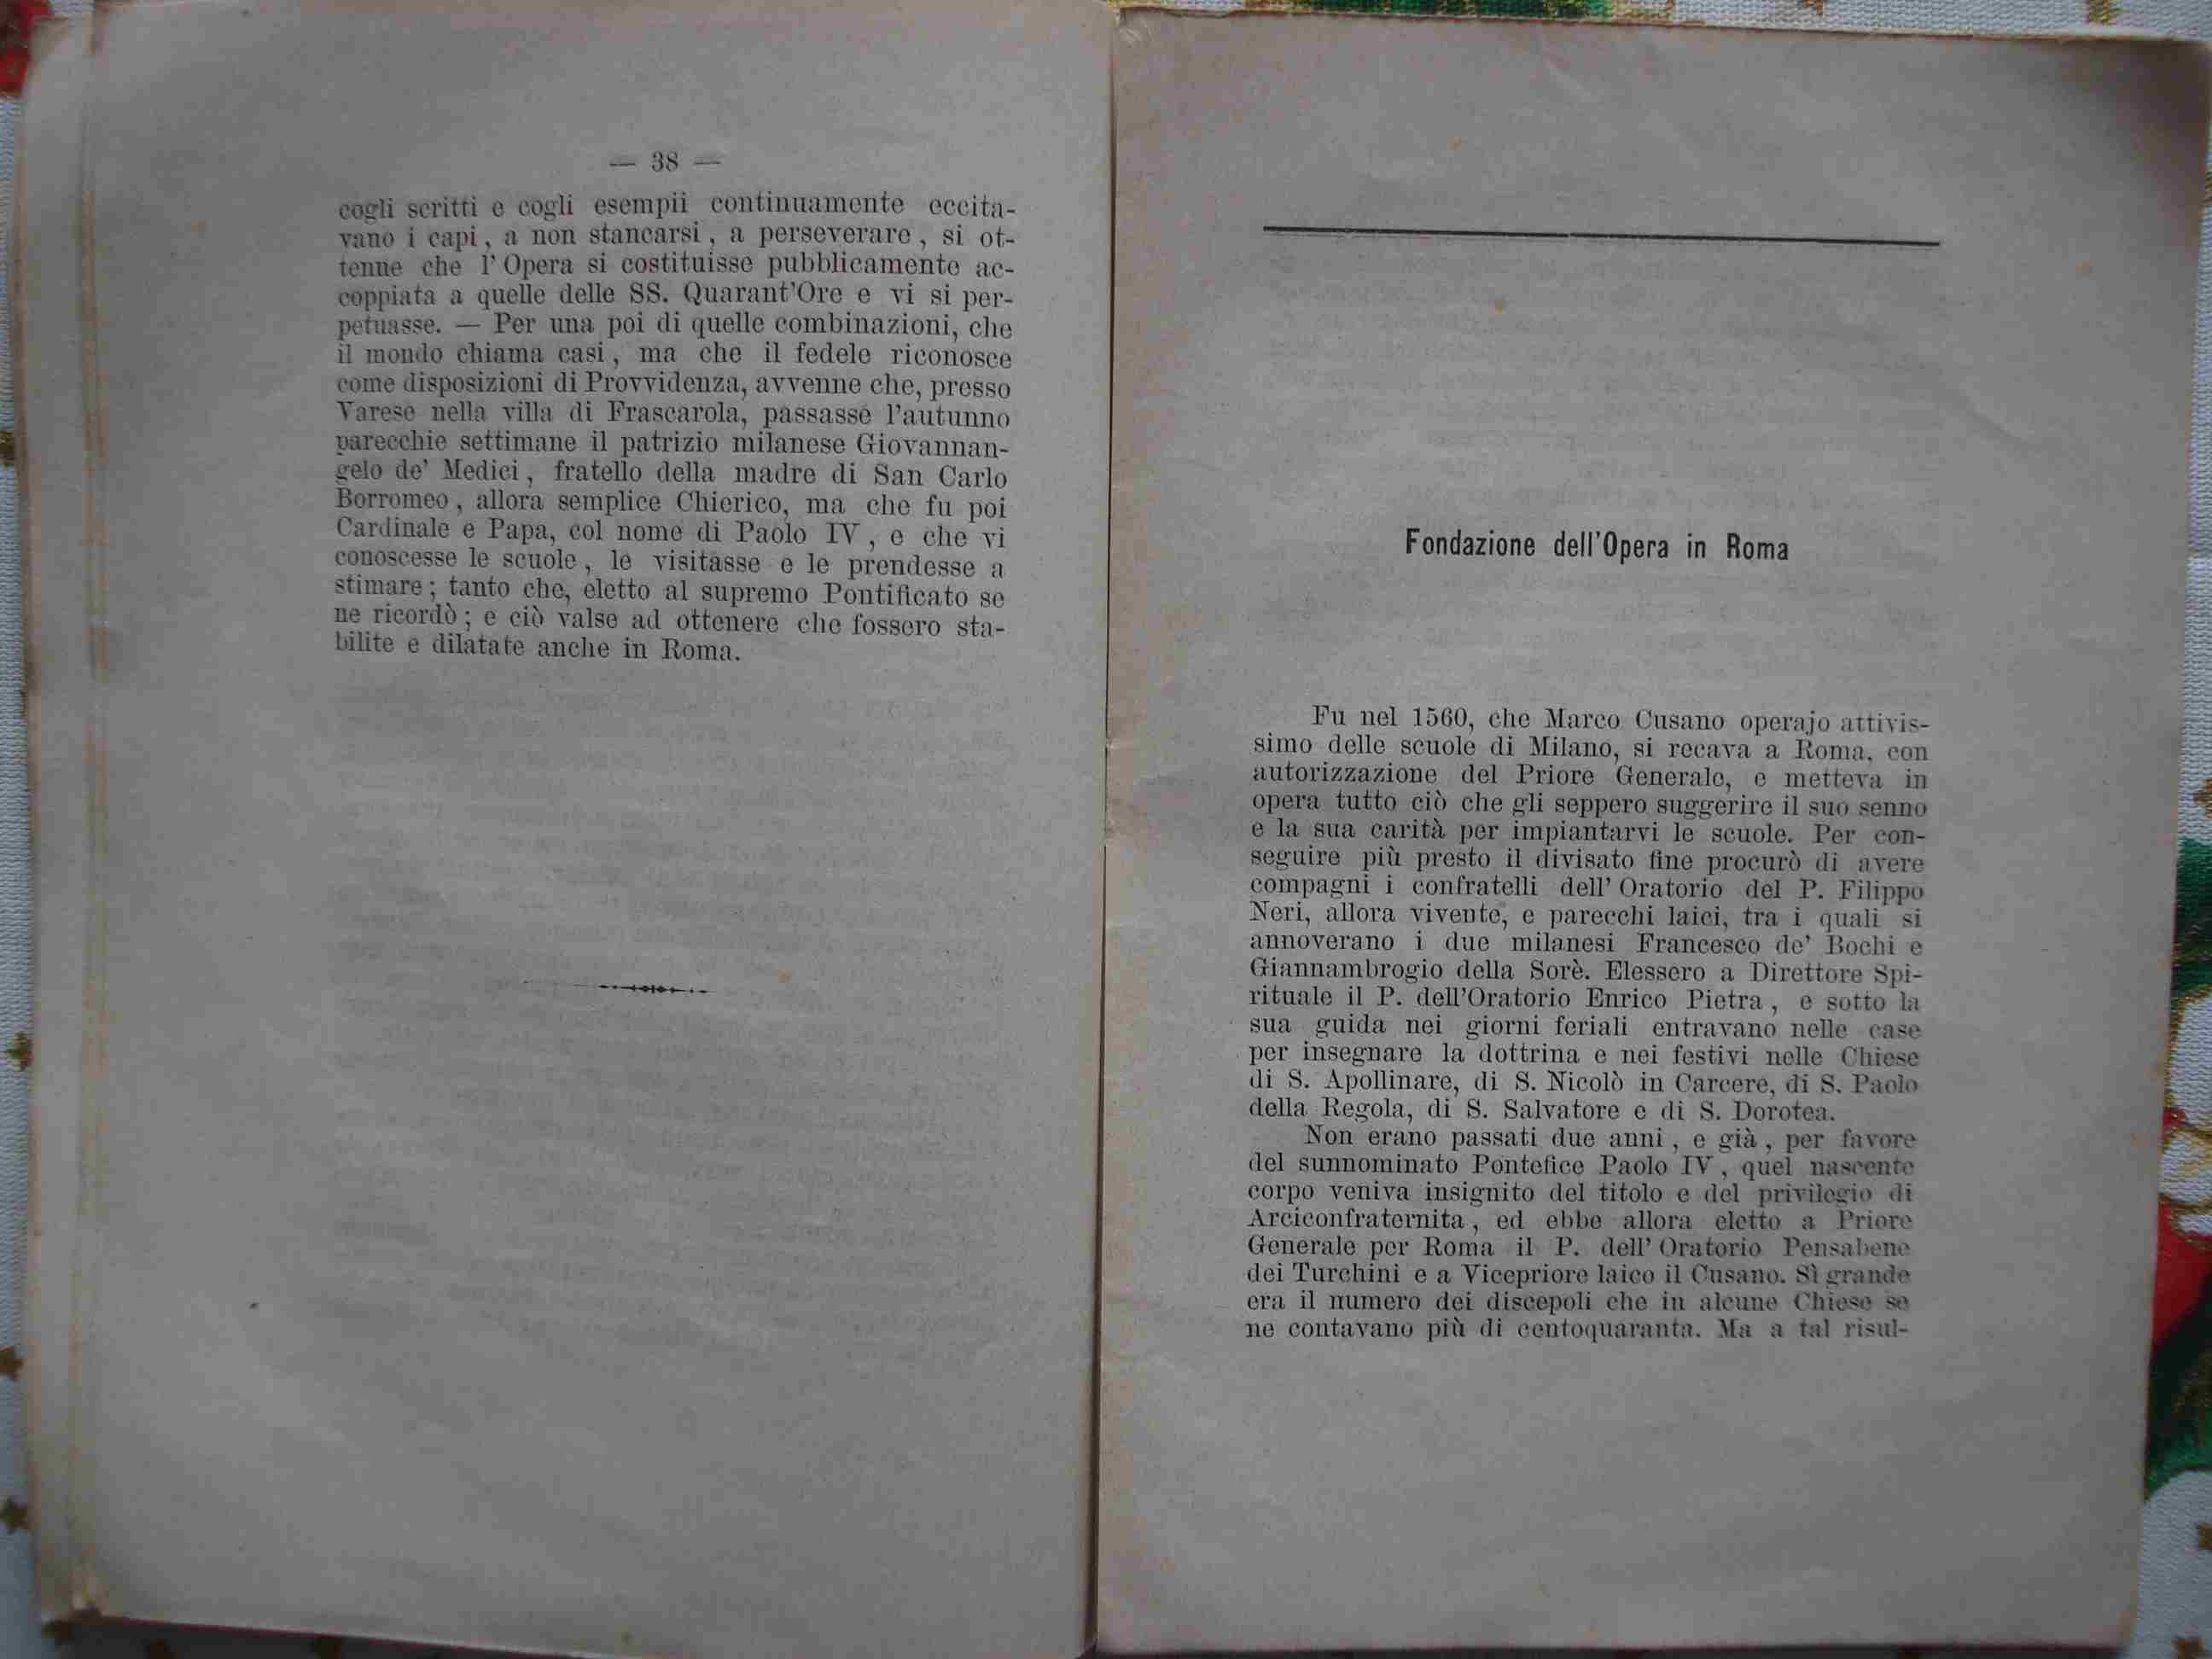 — 38 —
cogli scritti e cogli esempii continuamente eccita-
vano i capi, a non stancarsi, a perseverare, si ot-
tenne che l'Opera si costituisse pubblicamente ac-
coppiata a quelle delle SS. Quarant'Ore e vi si per-
petuasse. — Per una poi di quelle combinazioni, che
il mondo chiama casi, ma che il fedele riconosce
come disposizioni di Provvidenza, avvenne che, presso
Varese nella villa di Frascarola, passasse l'autunno
parecchie settimane il patrizio milanese Giovannan-
gelo de' Medici, fratello della madre di San Carlo
Borromeo, allora semplice Chierico, ma che fu poi
Cardinale e Papa, col nome di Paolo IV, e che vi
conoscesse le scuole, le visitasse e le prendesse a
stimare; tanto che, eletto al supremo Pontificato se
ne ricordò; e ciò valse ad ottenere che fossero sta-
bilite e dilatate anche in Roma.
Fondazione dell'Opera in Roma
Fu nel 1560, che Marco Cusano operajo attivis-
simo delle scuole di Milano, si recava a Roma, con
autorizzazione del Priore Generale, e metteva in
opera tutto ciò che gli seppero suggerire il suo senno
e la sua carità per impiantarvi le scuole. Per con-
seguire più presto il divisato fine procurò di avere
compagni i confratelli dell'Oratorio del P. Filippo
Neri, allora vivente, e parecchi laici, tra i quali si
annoverano i due milanesi Francesco de' Bochi e
Giannambrogio della Sorè. Elessero a Direttore Spi-
rituale il P. dell'Oratorio Enrico Pietra, e sotto la
sua guida nei giorni feriali entravano nelle case
per insegnare la dottrina e nei festivi nelle Chiese
di S. Apollinare, di S. Nicolò in Carcere, di S. Paolo
della Regola, di S. Salvatore e di S. Dorotea.
Non erano passati due anni, e già, per favore
del sunnominato Pontefice Paolo IV, quel nascente
corpo veniva insignito del titolo e del privilegio di
Arciconfraternita, ed ebbe allora eletto a Priore
Generale per Roma il P. dell'Oratorio Pensabene
dei Turchini e a Vicepriore laico il Cusano. Sì grande
era il numero dei discepoli che in alcune Chiese se
ne contavano più di centoquaranta. Ma a tal risul-